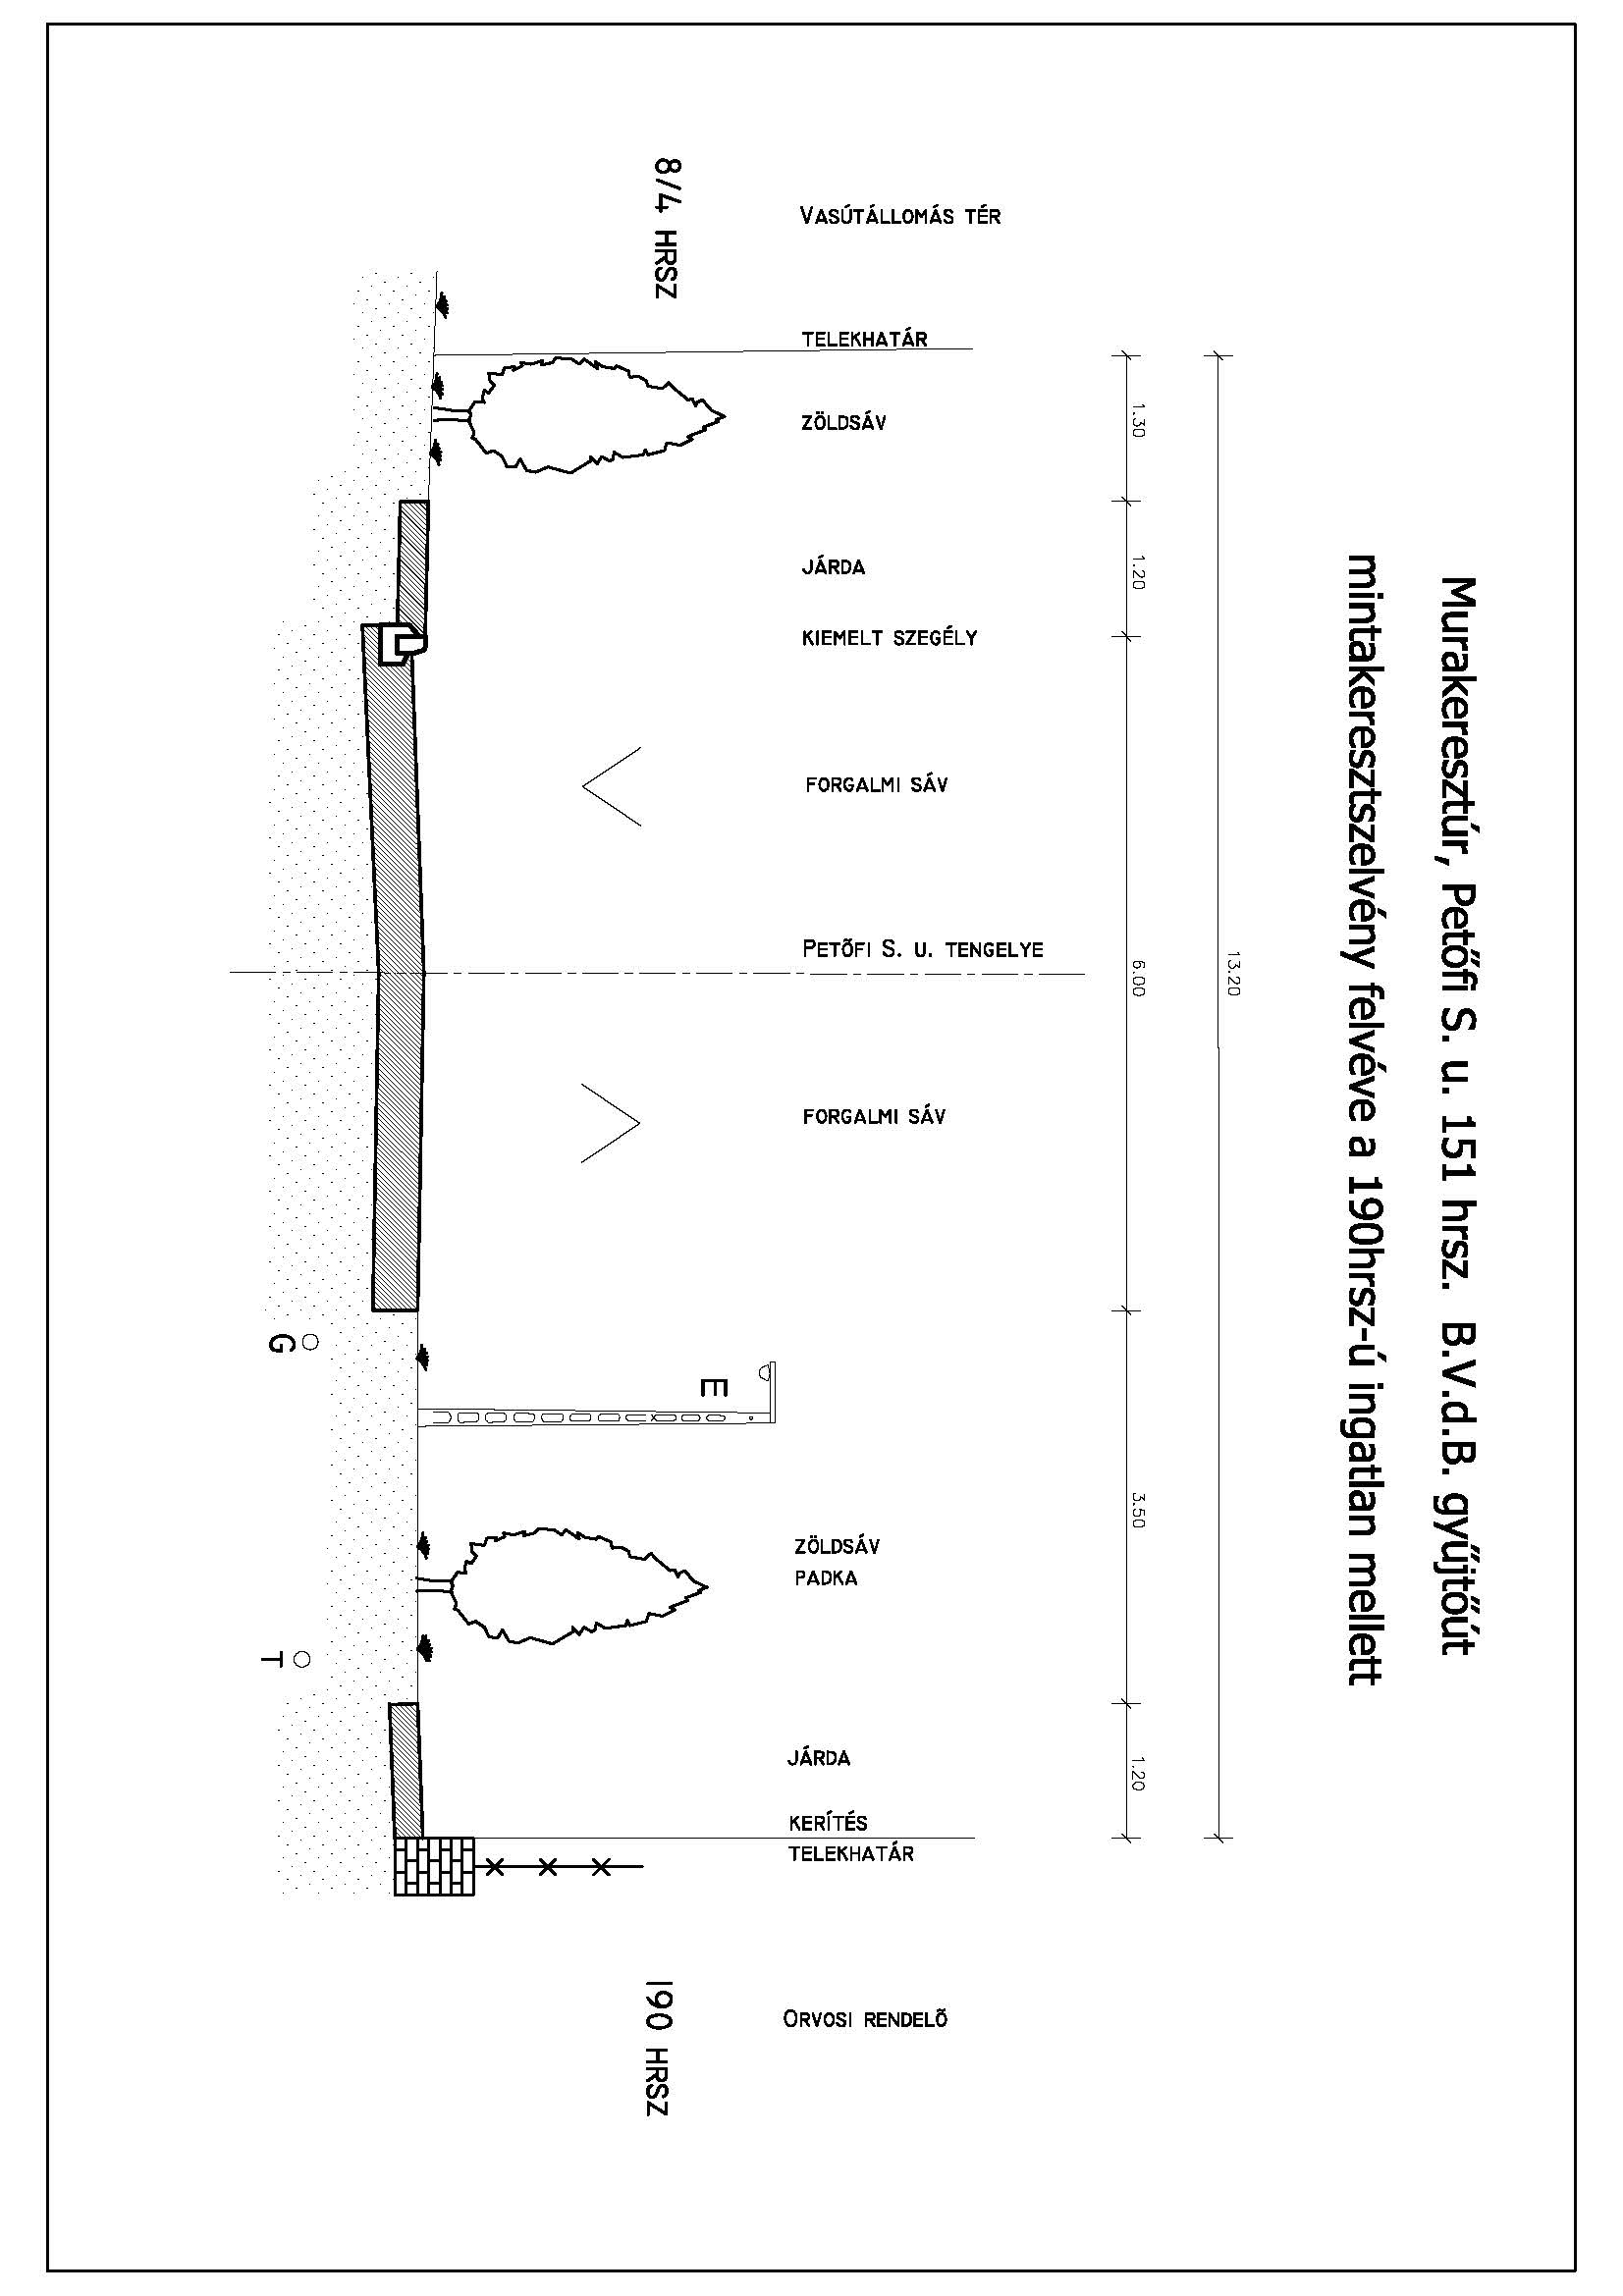 Murakeresztúr, Petőfi S. u. 151 hrsz. B.V.d.B. gyűjtőút
mintakeresztszelvény felvéve a 190hrsz-ú ingatlan mellett
13.20
1.30
1.20
6.00
3.50
1.20
VASÚTÁLLOMÁS TÉR
TELEKHATÁR
ZÖLDSÁV
JÁRDA
KIEMELT SZEGÉLY
FORGALMI SÁV
PETŐFI S. U. TENGELYE
FORGALMI SÁV
ZÖLDSÁV
PADKA
JÁRDA
KERÍTÉS
TELEKHATÁR
ORVOSI RENDELŐ
8/4 HRSZ
E
190 HRSZ
G
T